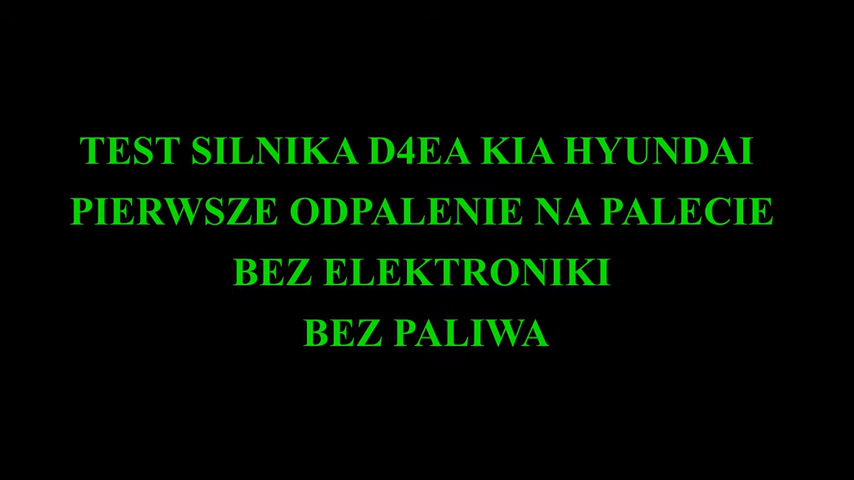 TEST SILNIKA D4EA KIA HYUNDAI
PIERWSZE ODPALENIE NA PALECIE
BEZ ELEKTRONIKI
BEZ PALIWA